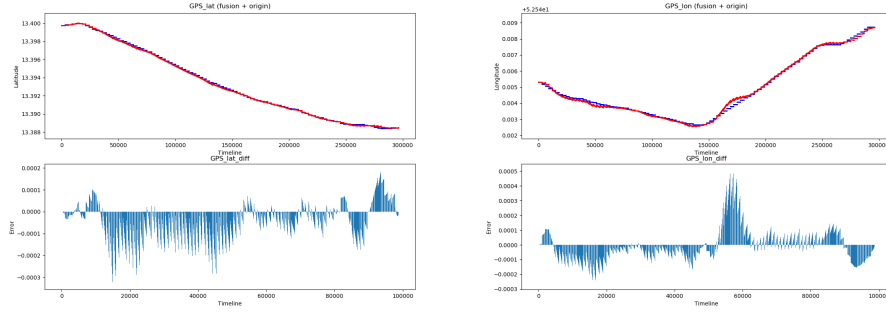 GPS_lat (fusion + origin)
13.400
13.398
13.396
13.394
13.392
13.390
13.388
Latitude
0 50000 100000 150000 200000 250000 300000
Timeline
GPS_lat_diff
0.0002
0.0001
0.0000
-0.0001
-0.0002
-0.0003
Error
0 20000 40000 60000 80000 100000
Timeline
GPS_lon (fusion + origin)
+5.254e1
0.009
0.008
0.007
0.006
0.005
0.004
0.003
0.002
Longitude
0 50000 100000 150000 200000 250000 30000
Timeline
GPS_lon_diff
0.0005
0.0004
0.0003
0.0002
0.0001
0.0000
-0.0001
-0.0002
-0.0003
Error
0 20000 40000 60000 80000 10000
Timeline